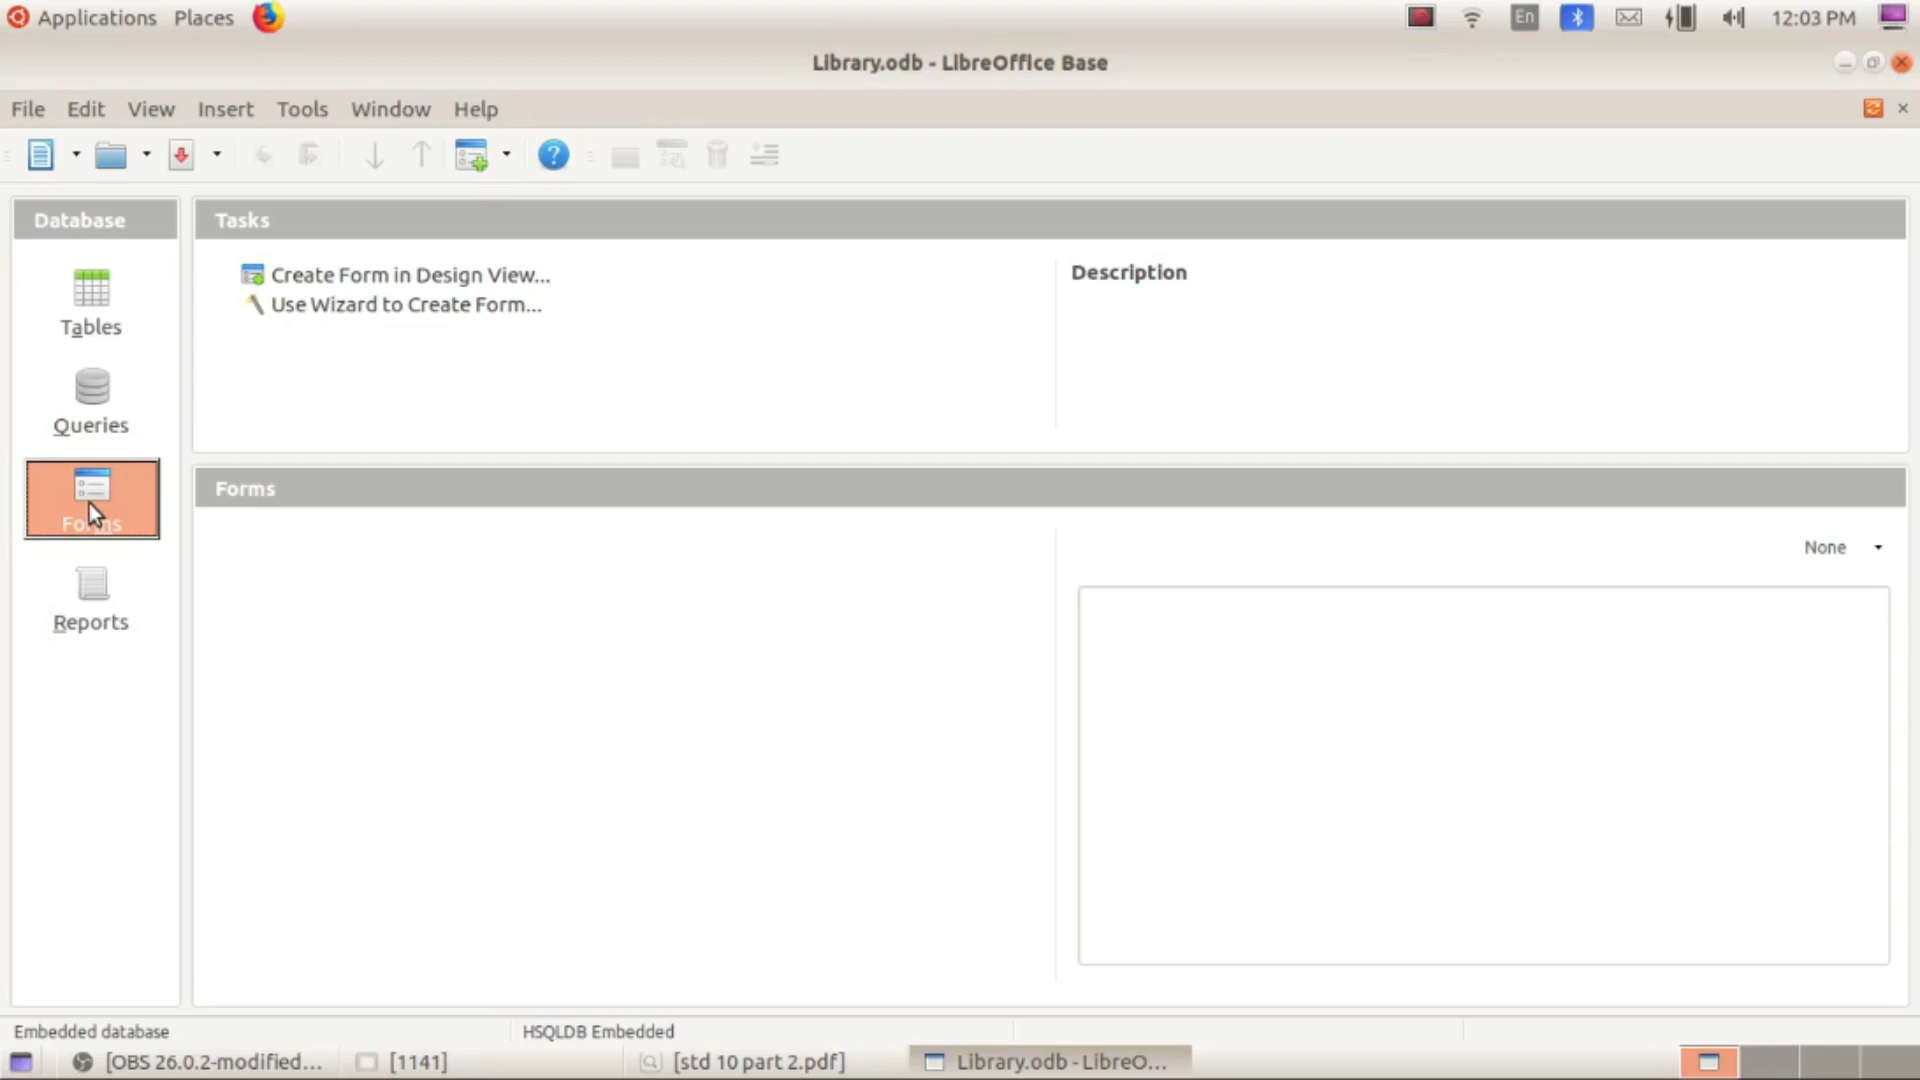 Applications Places
En
12:03 PM
Library.odb - LibreOffice Base
File Edit View Insert Tools Window Help
Database
Tables
Queries
Forms
Reports
Tasks
Create Form in Design View...
Use Wizard to Create Form...
Description
Forms
None
Embedded database
HSQLDB Embedded
[OBS 26.0.2-modified...
[1141]
[std 10 part 2.pdf]
Library.odb - LibreO...